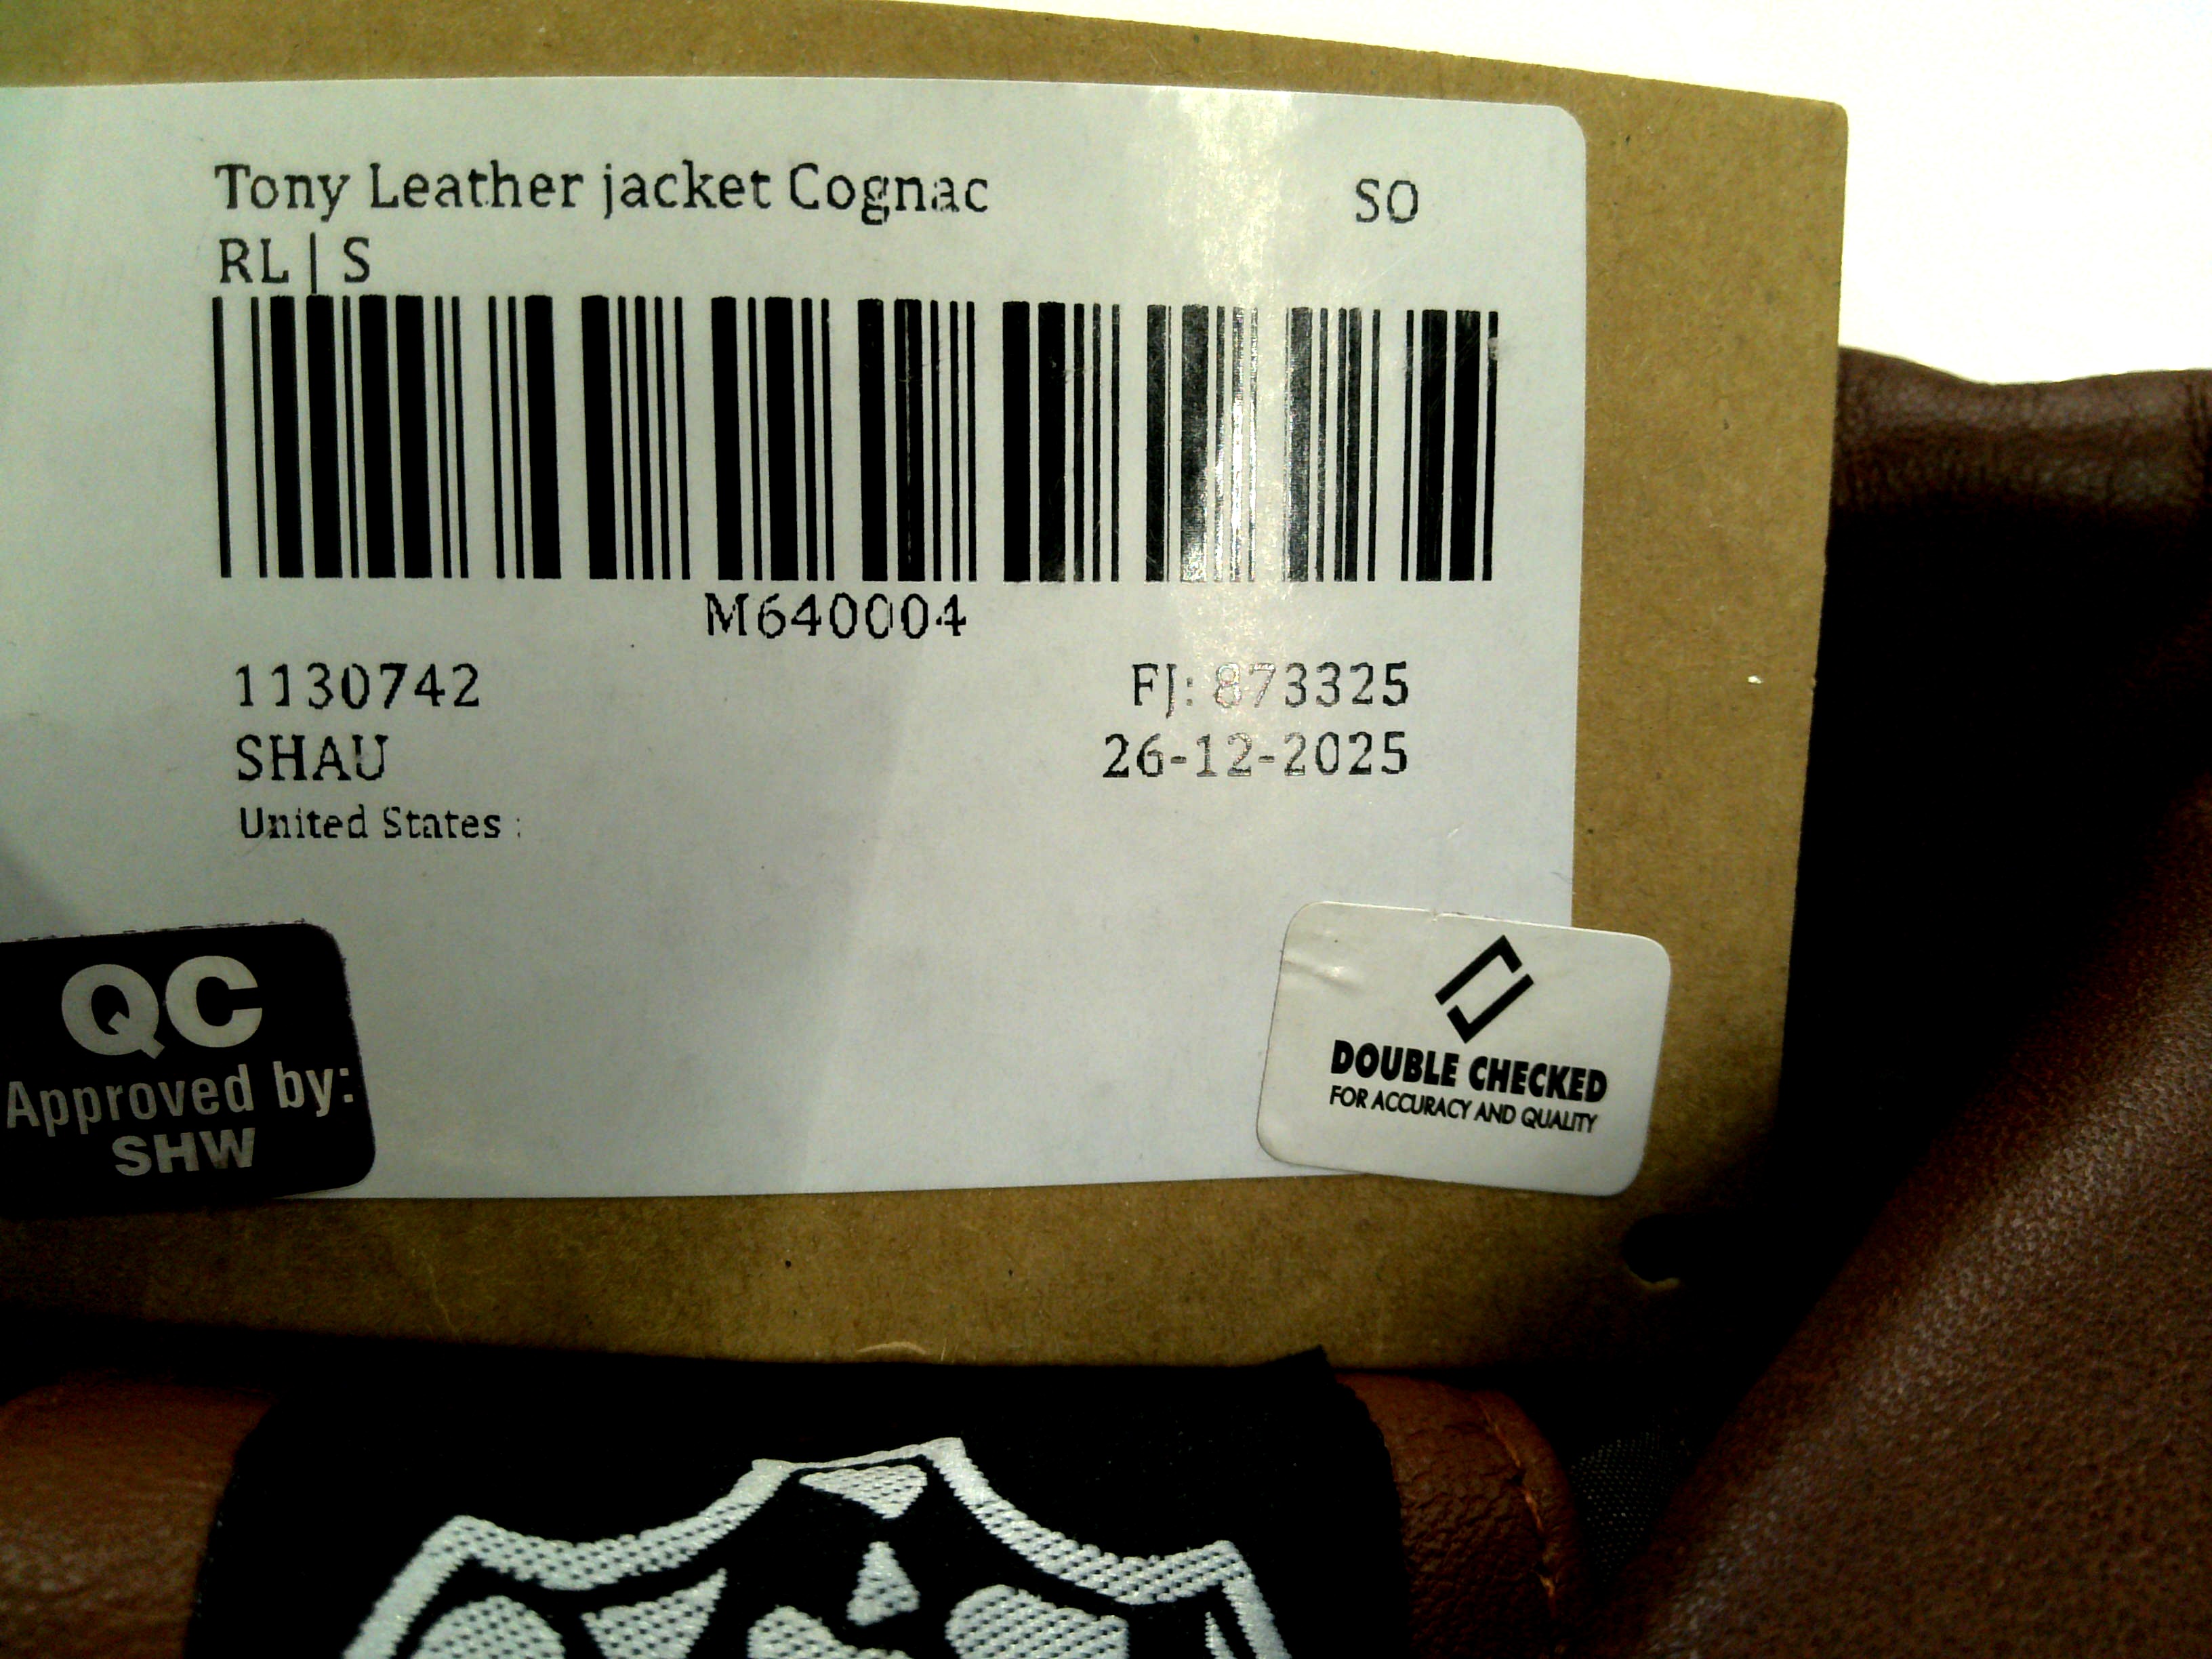 Tony Leather jacket Cognac SO
RL | S
M640004
1130742 FJ: 873325
SHAU 26-12-2025
United States :
QC
Approved by:
SHW
DOUBLE CHECKED
FOR ACCURACY AND QUALITY